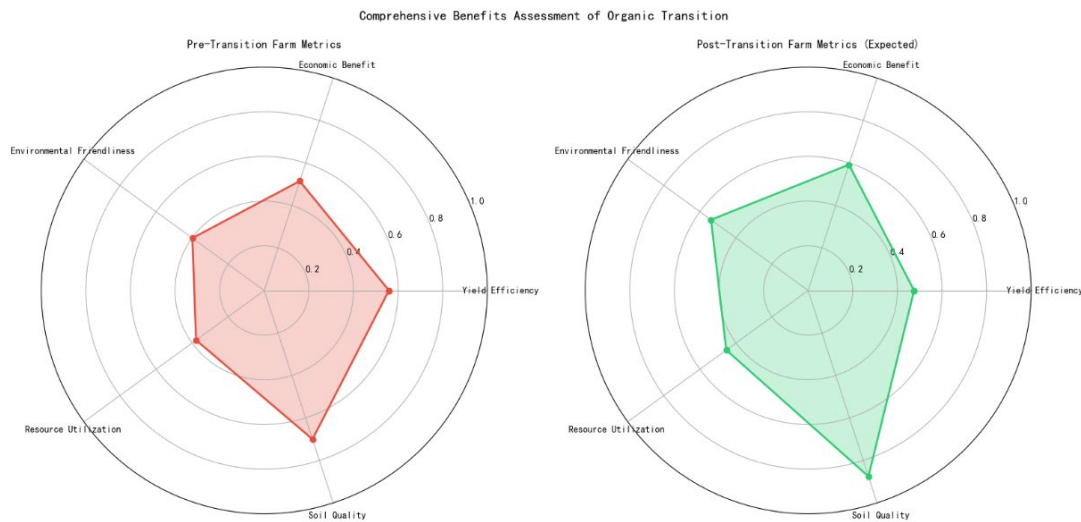 Comprehensive Benefits Assessment of Organic Transition
Pre-Transition Farm Metrics
Economic Benefit
Environmental Friendliness
1.0
0.8
0.6
0.4
0.2
Yield Efficiency
Resource Utilization
Soil Quality
Post-Transition Farm Metrics (Expected)
Economic Benefit
Environmental Friendliness
1.0
0.8
0.6
0.4
0.2
Yield Efficiency
Resource Utilization
Soil Quality